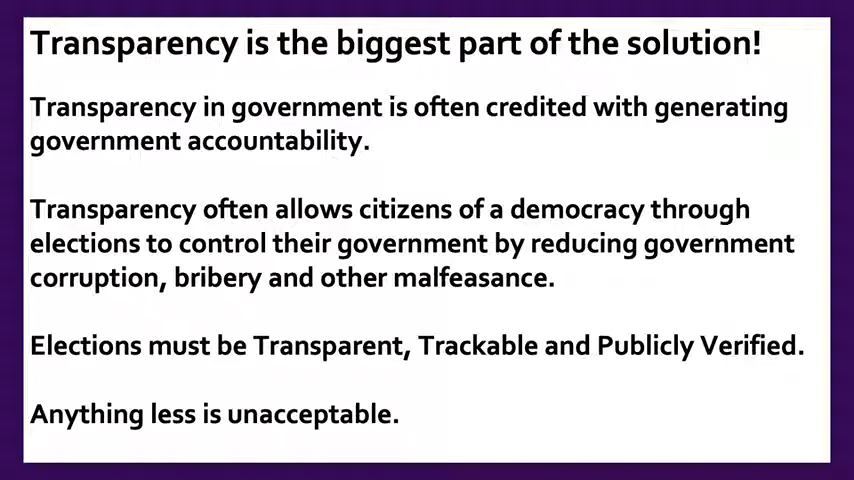 Transparency is the biggest part of the solution!
Transparency in government is often credited with generating
government accountability.
Transparency often allows citizens of a democracy through
elections to control their government by reducing government
corruption, bribery and other malfeasance.
Elections must be Transparent, Trackable and Publicly Verified.
Anything less is unacceptable.